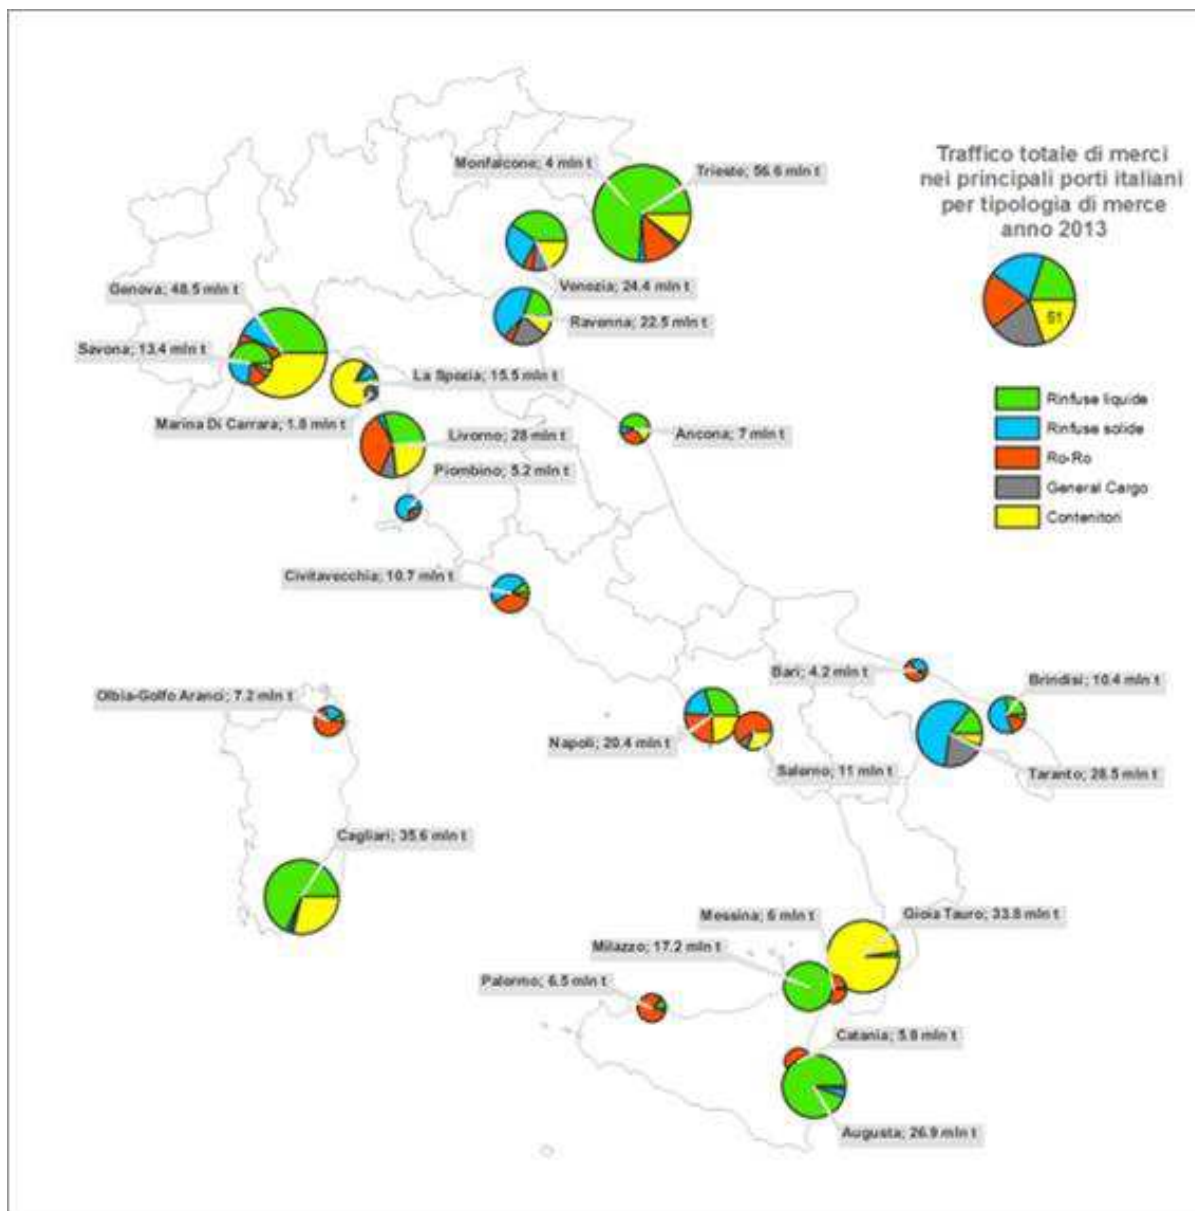 Traffico totale di merci
nei principali porti italiani
per tipologia di merce
anno 2013
51
Rinfuse liquide
Rinfuse solide
Ro-Ro
General Cargo
Contenitori
Monfalcone; 4 mln t
Trieste; 56.6 mln t
Venezia; 24.4 mln t
Genova; 48.5 mln t
Ravenna; 22.5 mln t
Savona; 13.4 mln t
La Spezia; 15.5 mln t
Marina Di Carrara; 1.8 mln t
Livorno; 28 mln t
Ancona; 7 mln t
Piombino; 5.2 mln t
Civitavecchia; 10.7 mln t
Bari; 4.2 mln t
Brindisi; 10.4 mln t
Olbia-Golfo Aranci; 7.2 mln t
Napoli; 20.4 mln t
Salerno; 11 mln t
Taranto; 28.5 mln t
Cagliari; 35.6 mln t
Messina; 6 mln t
Gioia Tauro; 33.8 mln t
Milazzo; 17.2 mln t
Palermo; 6.5 mln t
Catania; 5.8 mln t
Augusta; 26.9 mln t